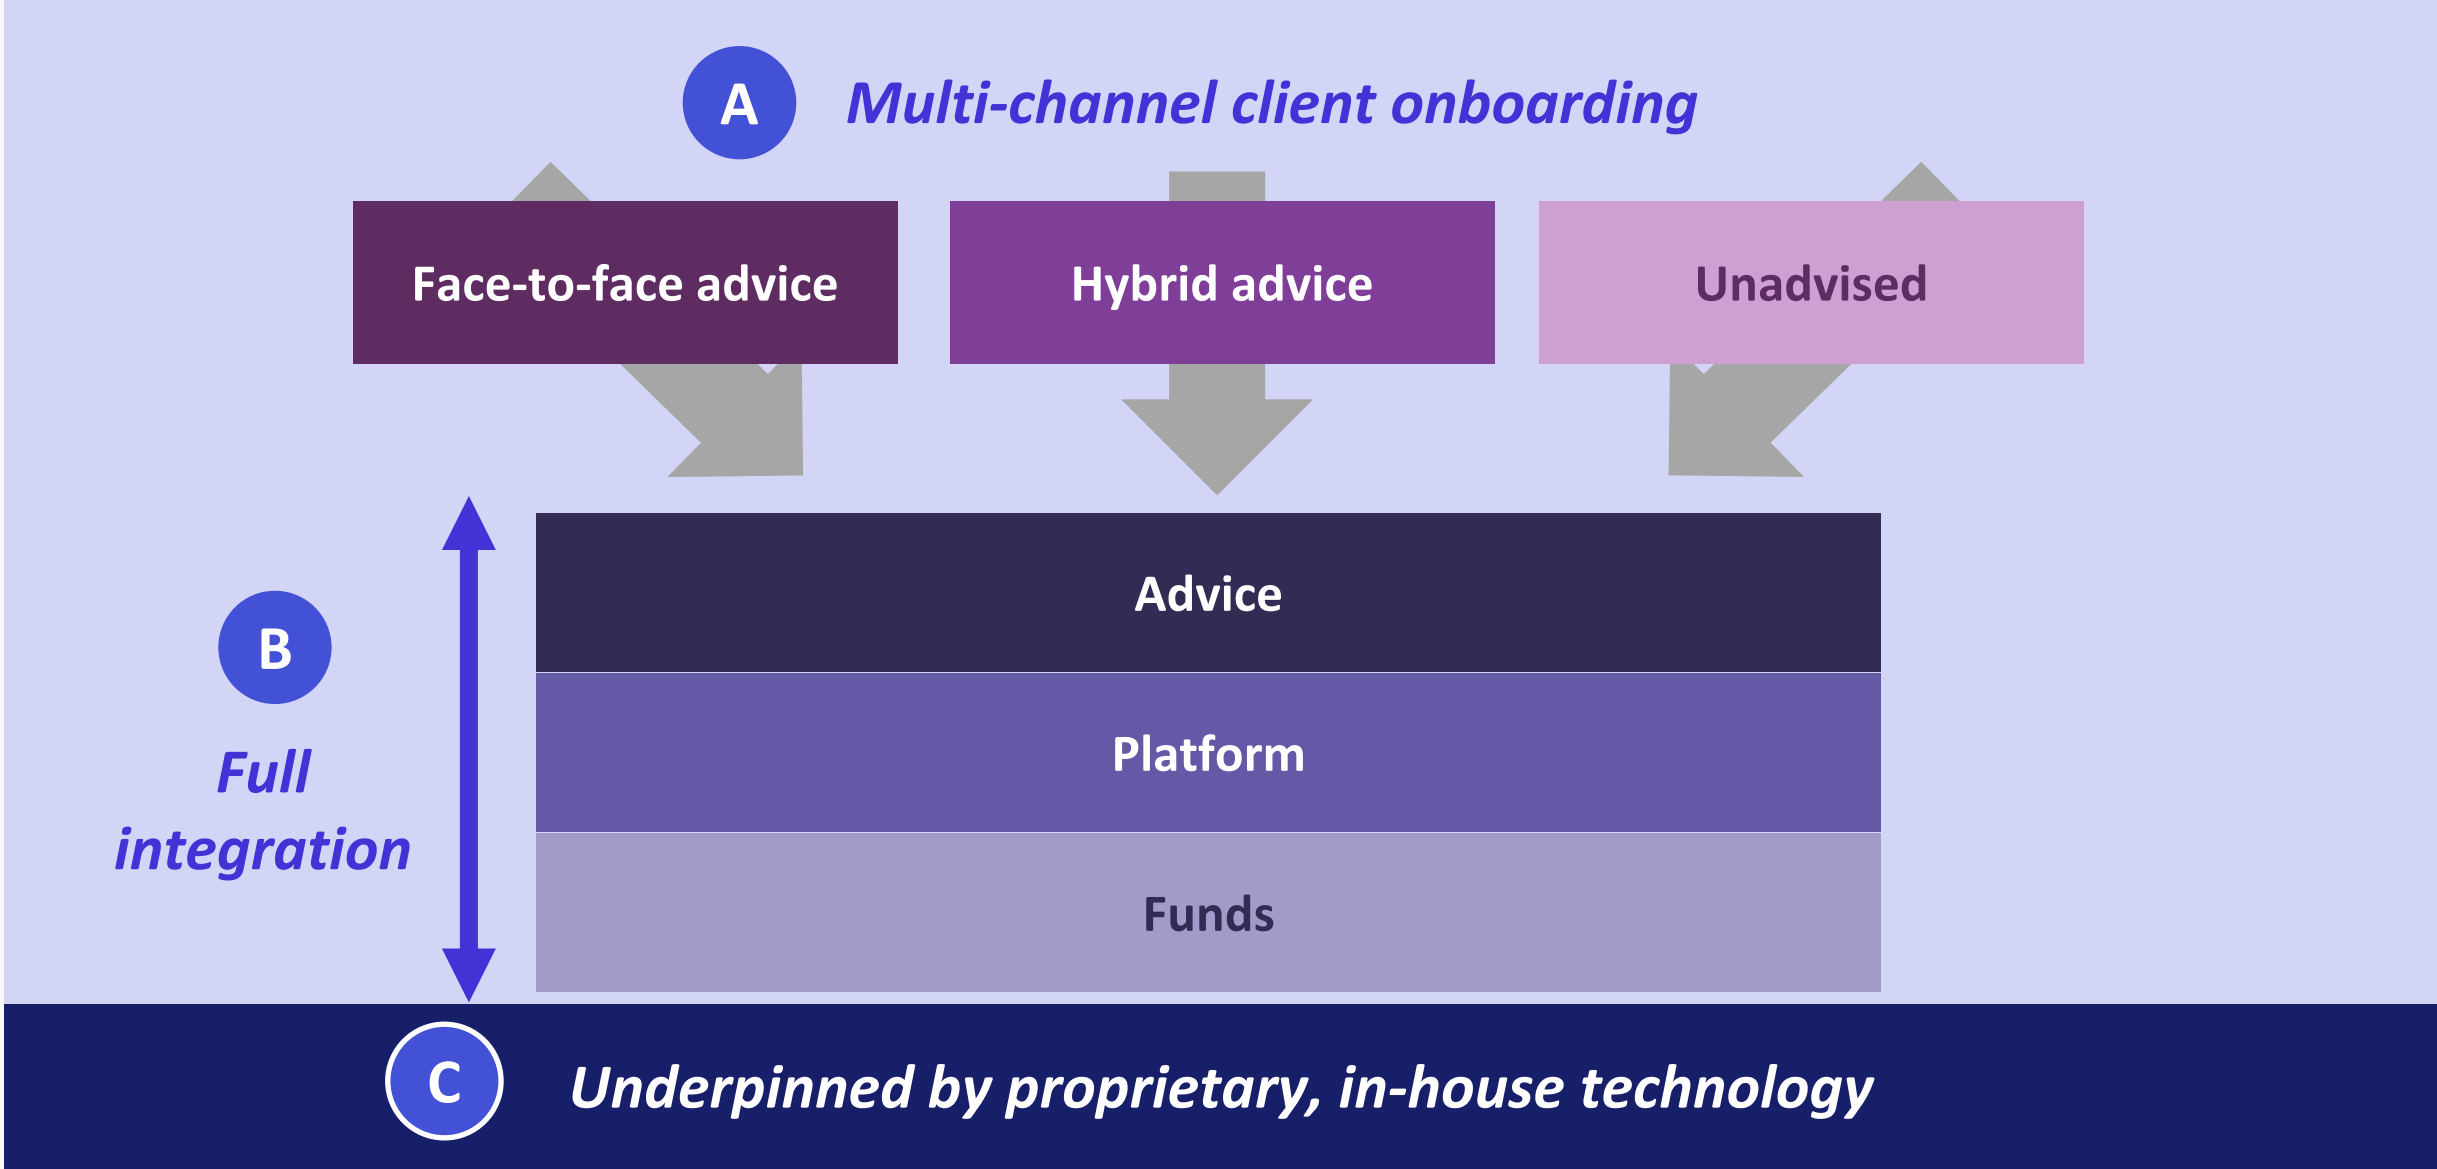 A
Multi-channel client onboarding
Face-to-face advice
Hybrid advice
Unadvised
Advice
B
Platform
Full
integration
Funds
C
Underpinned by proprietary, in-house technology